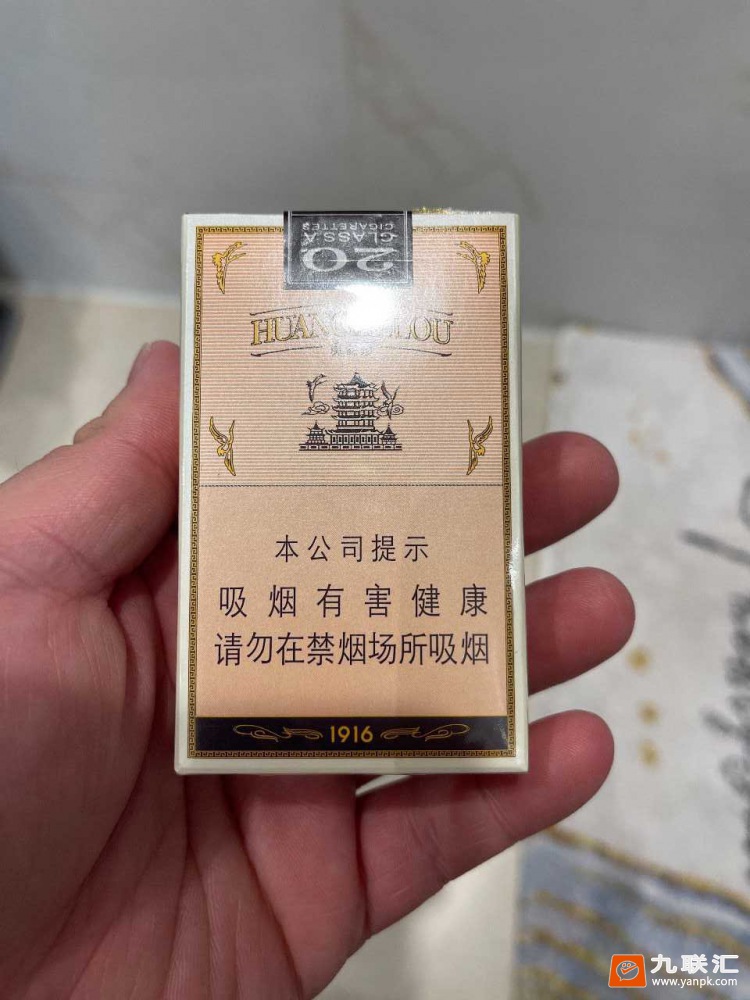 20
CLASS A
CIGARETTES
本公司提示
吸烟有害健康
请勿在禁烟场所吸烟
1916
九联汇
www.yanpk.com